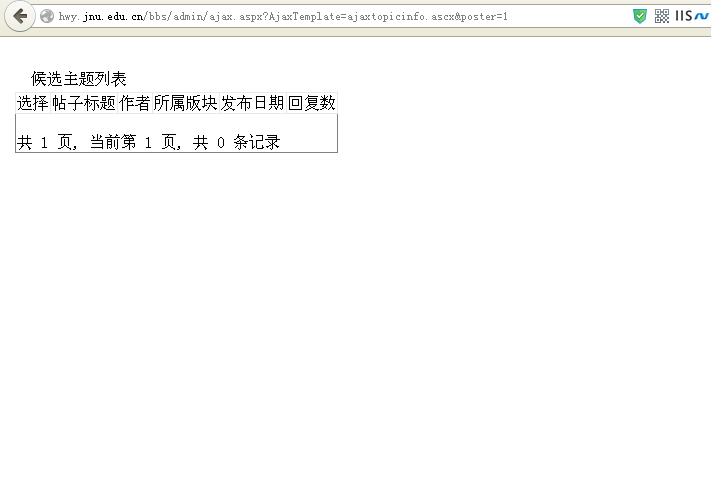 hwy.jnu.edu.cn/bbs/admin/ajax.aspx?AjaxTemplate=ajaxtopicinfo.ascx&poster=1 IIS
候选主题列表
选择 帖子标题 作者 所属版块 发布日期 回复数
共 1 页, 当前第 1 页, 共 0 条记录